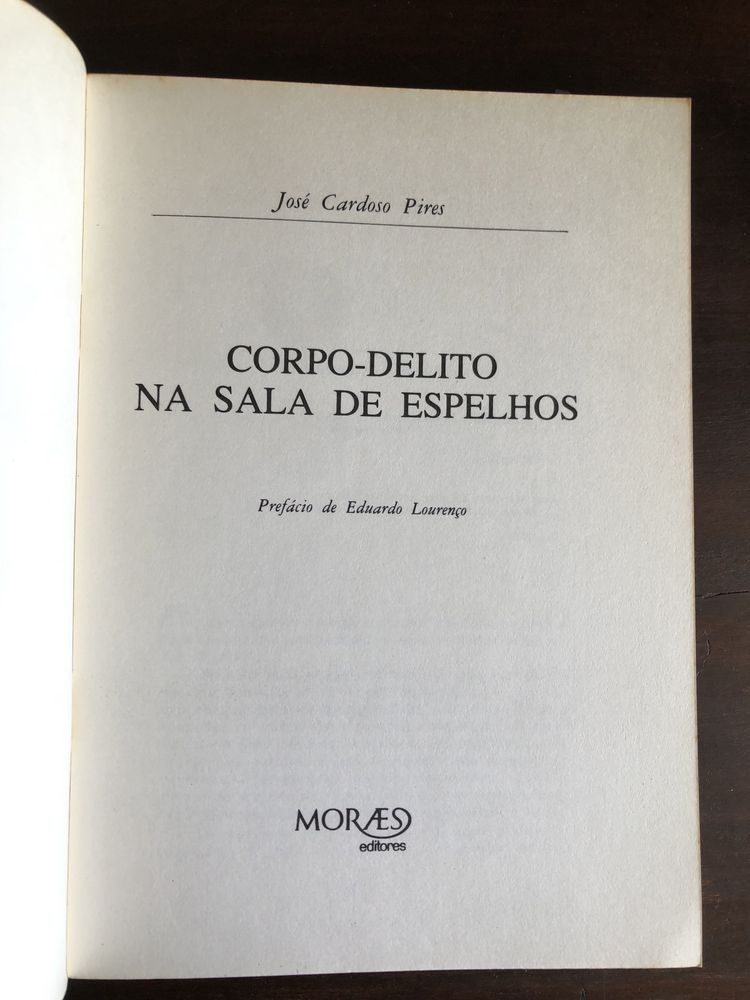 José Cardoso Pires
CORPO-DELITO
NA SALA DE ESPELHOS
Prefácio de Eduardo Lourenço
MORÆS
editores